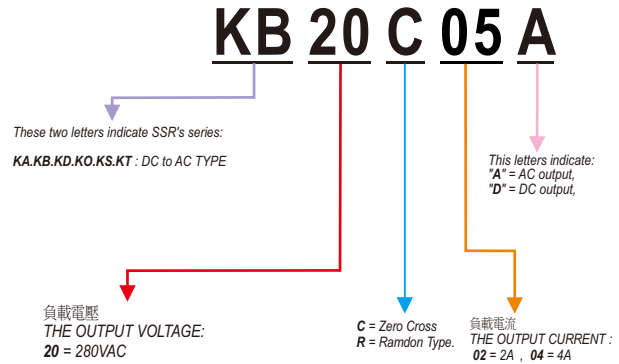 KB 20 C 05 A
These two letters indicate SSR's series:
KA.KB.KD.KO.KS.KT : DC to AC TYPE
This letters indicate:
"A" = AC output,
"D" = DC output,
負載電壓
THE OUTPUT VOLTAGE:
20 = 280VAC
C = Zero Cross
R = Ramdon Type.
負載電流
THE OUTPUT CURRENT :
02 = 2A , 04 = 4A